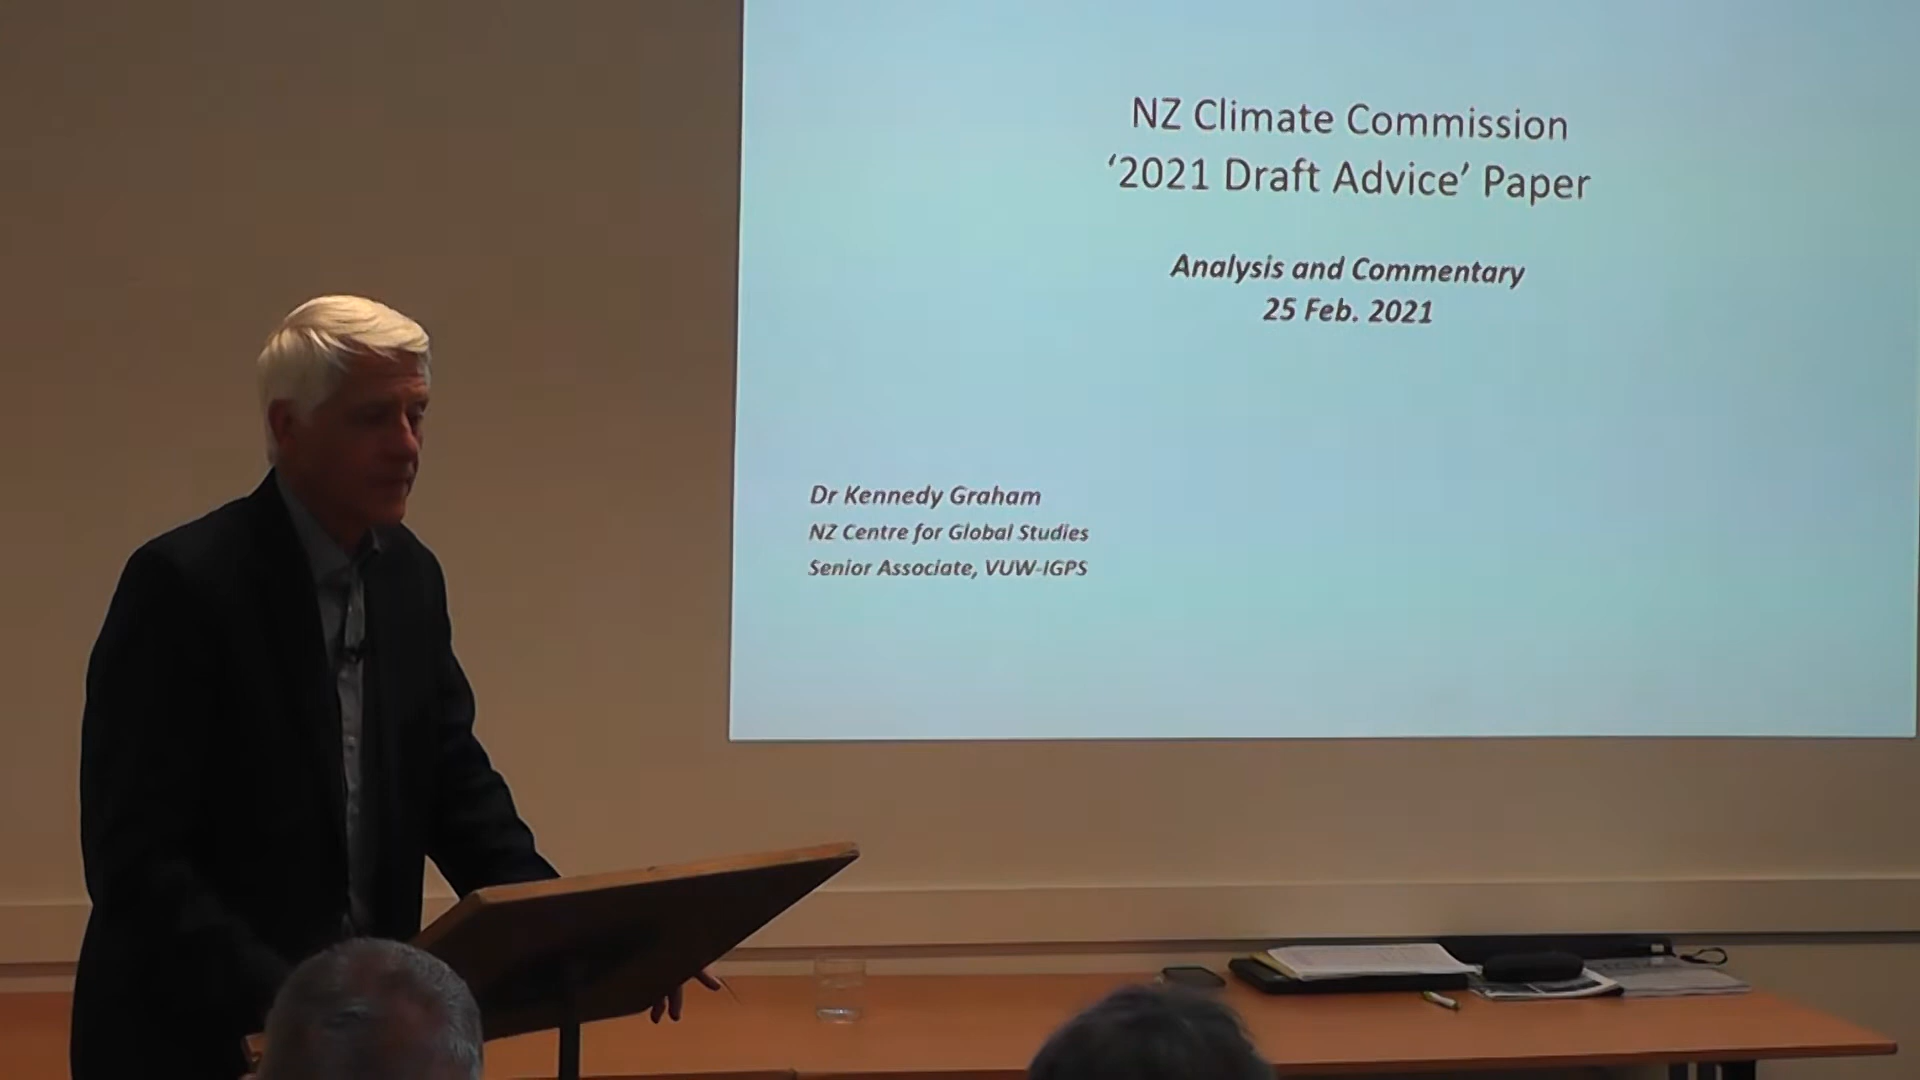 NZ Climate Commission
‘2021 Draft Advice’ Paper
Analysis and Commentary
25 Feb. 2021
Dr Kennedy Graham
NZ Centre for Global Studies
Senior Associate, VUW-IGPS